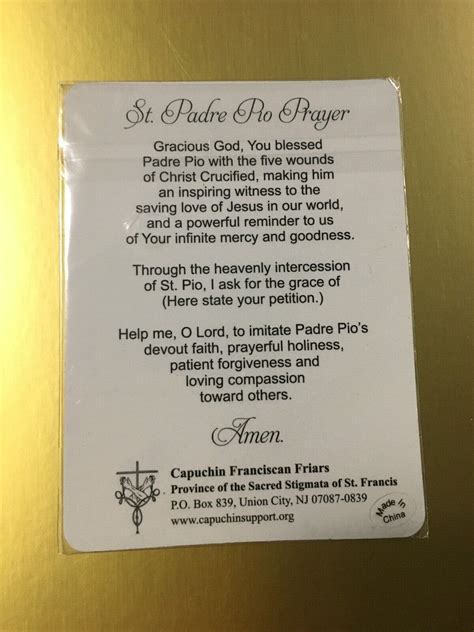 St. Padre Pio Prayer
Gracious God, You blessed
Padre Pio with the five wounds
of Christ Crucified, making him
an inspiring witness to the
saving love of Jesus in our world,
and a powerful reminder to us
of Your infinite mercy and goodness.
Through the heavenly intercession
of St. Pio, I ask for the grace of
(Here state your petition.)
Help me, O Lord, to imitate Padre Pio's
devout faith, prayerful holiness,
patient forgiveness and
loving compassion
toward others.
Amen.
Capuchin Franciscan Friars
Province of the Sacred Stigmata of St. Francis
P.O. Box 839, Union City, NJ 07087-0839
www.capuchinsupport.org
Made In
China